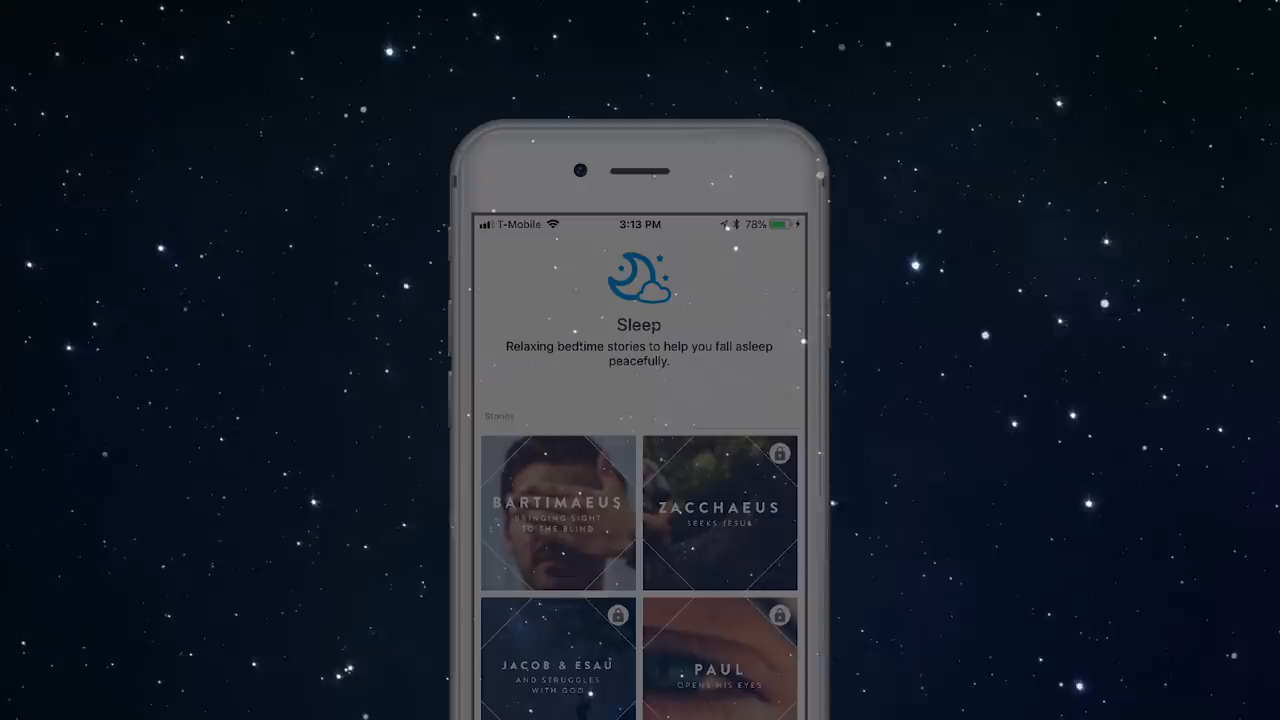 T-Mobile 3:13 PM 78%
Sleep
Relaxing bedtime stories to help you fall asleep
peacefully.
Stories
BARTIMAEUS
BRINGING SIGHT
TO THE BLIND
ZACCHAEUS
SEEKS JESUS
JACOB & ESAU
AND STRUGGLES
WITH GOD
PAUL
OPENS HIS EYES